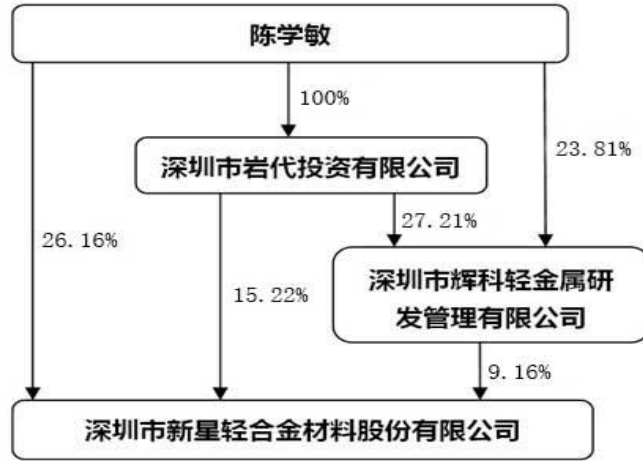 陈学敏
100%
深圳市岩代投资有限公司
23.81%
27.21%
26.16%
15.22%
深圳市辉科轻金属研
发管理有限公司
9.16%
深圳市新星轻合金材料股份有限公司